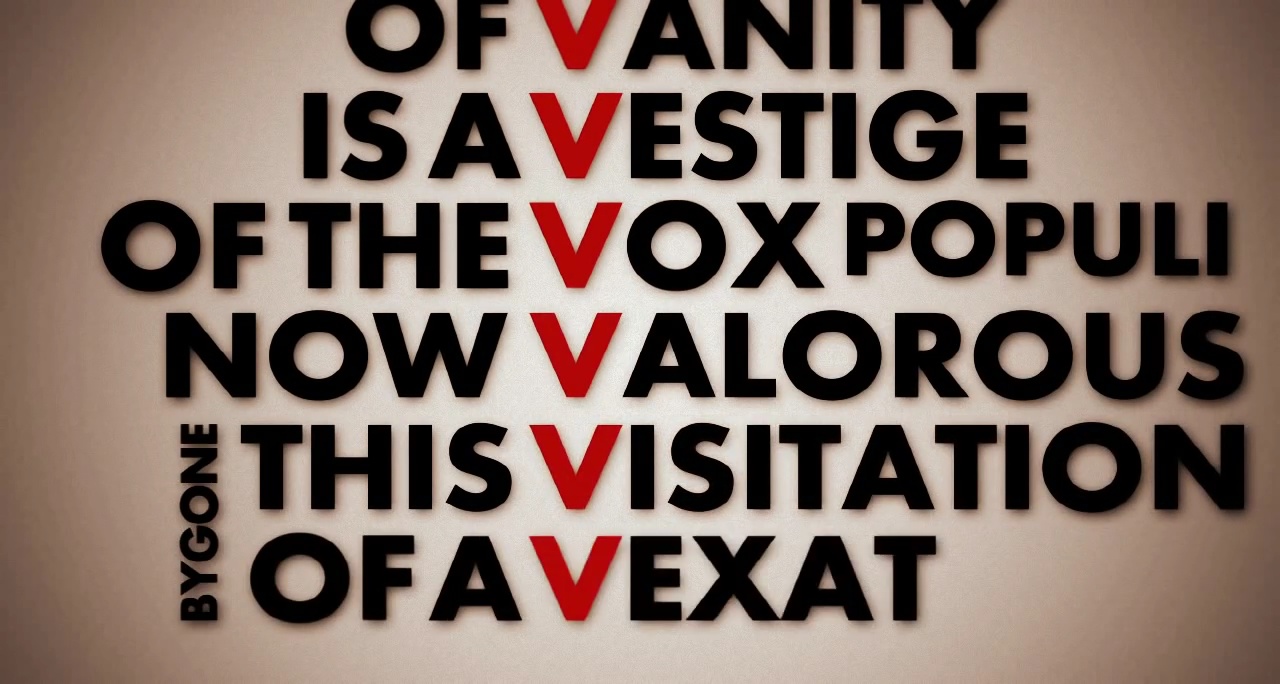 OF VANITY
IS A VESTIGE
OF THE VOX POPULI
NOW VALOROUS
THIS VISITATION
BYGONE
OF A VEXAT